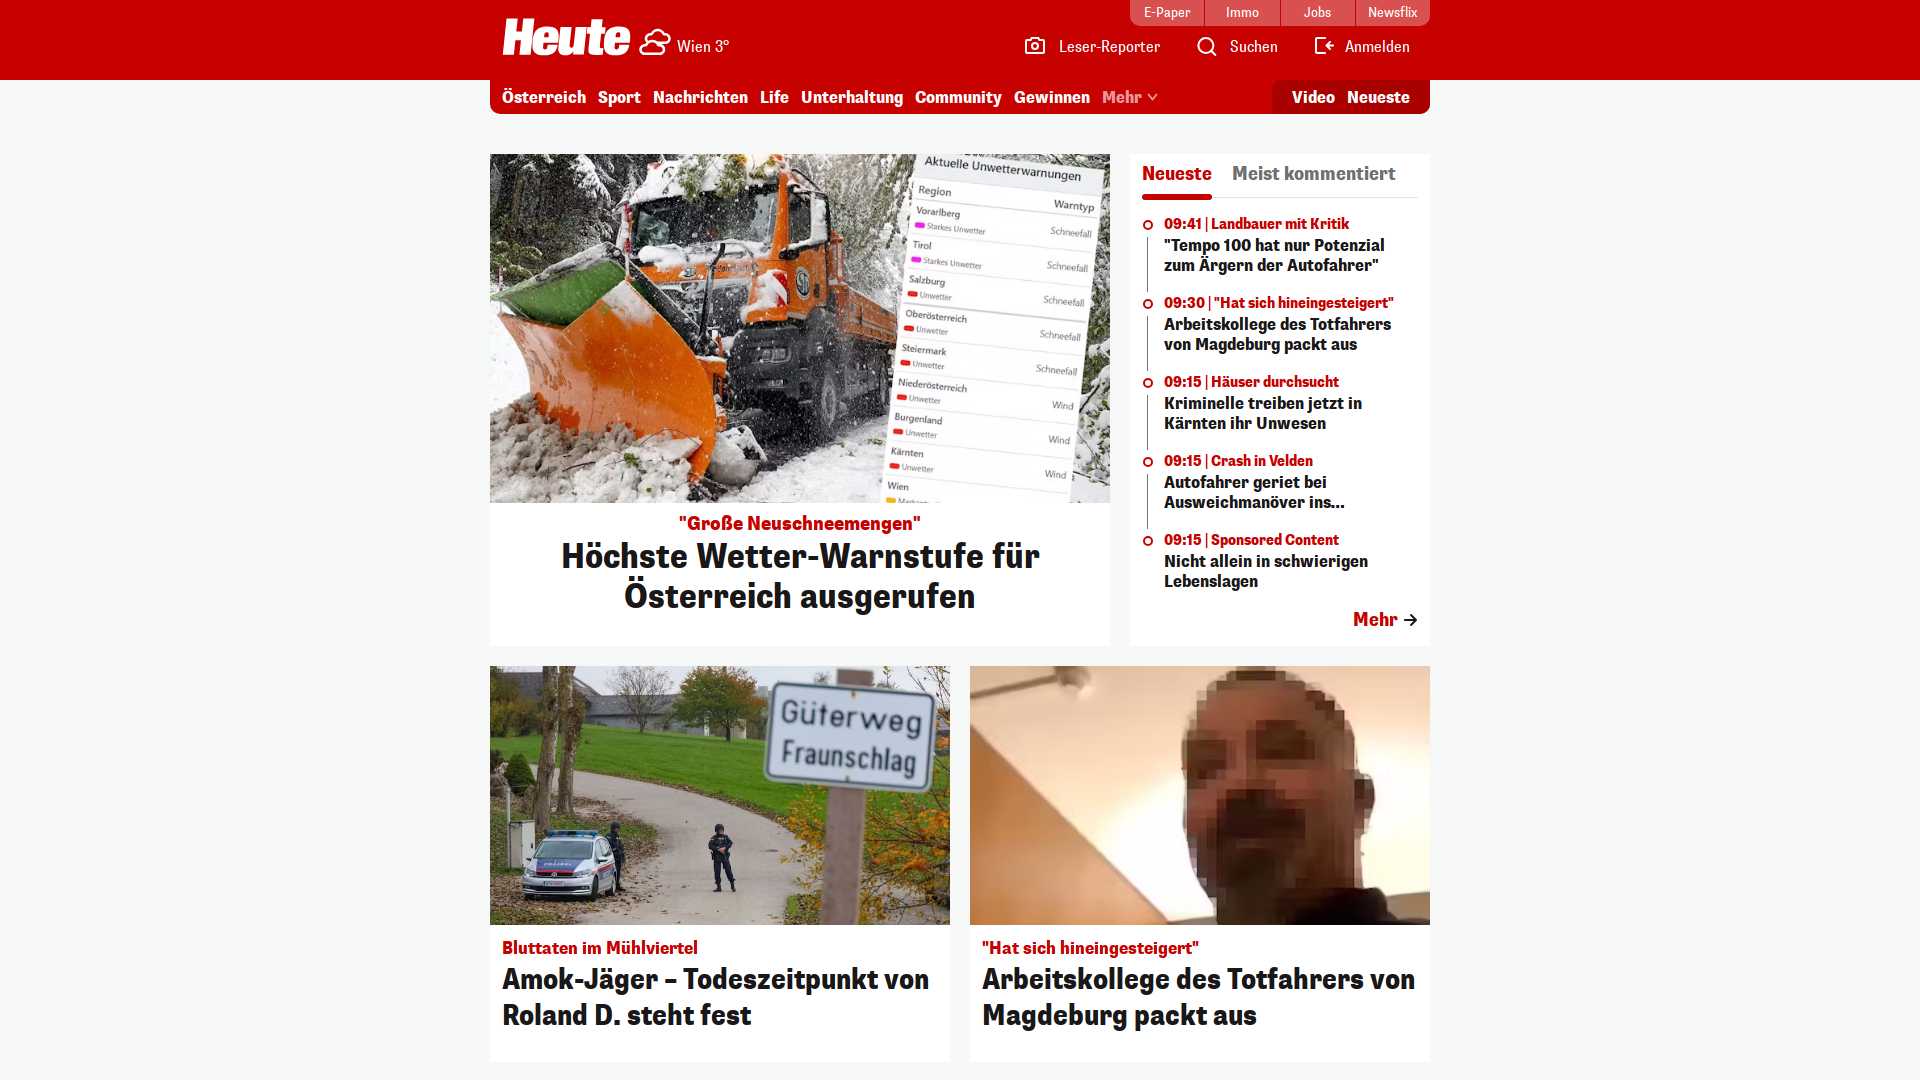 E-Paper
Immo
Jobs
Newsflix
Heute
Wien 3°
Leser-Reporter
Suchen
Anmelden
Österreich
Sport
Nachrichten
Life
Unterhaltung
Community
Gewinnen
Mehr
Video
Neueste
Aktuelle Unwetterwarnungen
Region
Warntyp
Vorarlberg
Starkes Unwetter
Schneefall
Tirol
Starkes Unwetter
Schneefall
Salzburg
Unwetter
Schneefall
Oberösterreich
Unwetter
Schneefall
Steiermark
Unwetter
Schneefall
Niederösterreich
Unwetter
Wind
Burgenland
Unwetter
Wind
Kärnten
Unwetter
Wind
Wien
"Große Neuschneemengen"
Höchste Wetter-Warnstufe für
Österreich ausgerufen
Neueste
Meist kommentiert
09:41 | Landbauer mit Kritik
"Tempo 100 hat nur Potenzial
zum Ärgern der Autofahrer"
09:30 | "Hat sich hineingesteigert"
Arbeitskollege des Totfahrers
von Magdeburg packt aus
09:15 | Häuser durchsucht
Kriminelle treiben jetzt in
Kärnten ihr Unwesen
09:15 | Crash in Velden
Autofahrer geriet bei
Ausweichmanöver ins...
09:15 | Sponsored Content
Nicht allein in schwierigen
Lebenslagen
Mehr
Güterweg
Fraunschlag
Bluttaten im Mühlviertel
Amok-Jäger – Todeszeitpunkt von
Roland D. steht fest
"Hat sich hineingesteigert"
Arbeitskollege des Totfahrers von
Magdeburg packt aus